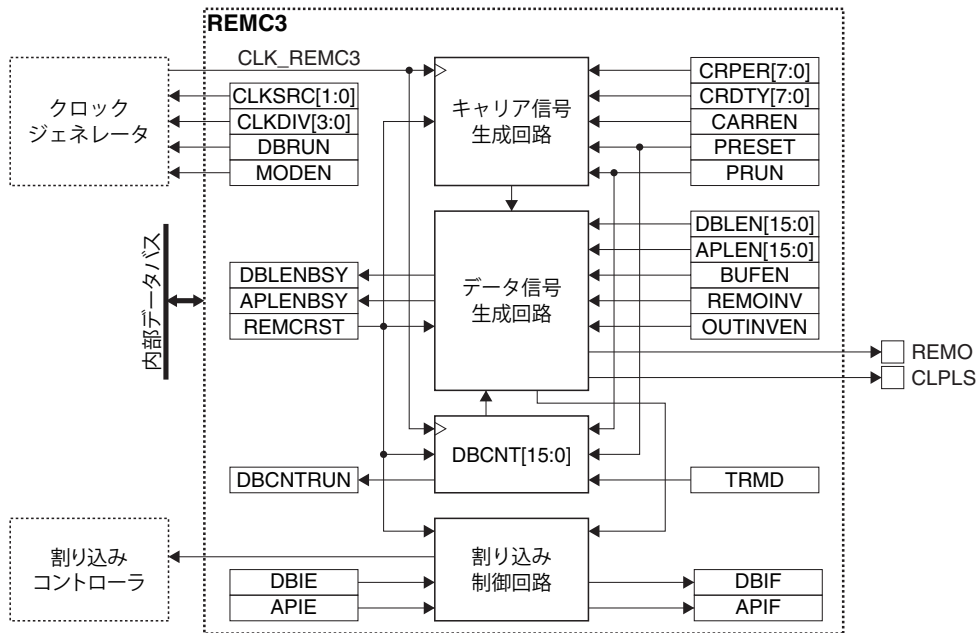 REMC3
CLK_REMC3
クロック
ジェネレータ
CLKSRC[1:0]
CLKDIV[3:0]
DBRUN
MODEN
キャリア信号
生成回路
CRPER[7:0]
CRDTY[7:0]
CARREN
PRESET
PRUN
内部データバス
DBLENBSY
APLENBSY
REMCRST
データ信号
生成回路
DBLEN[15:0]
APLEN[15:0]
BUFEN
REMOINV
OUTINVEN
REMO
CLPLS
DBCNTRUN
DBCNT[15:0]
TRMD
割り込み
コントローラ
DBIE
APIE
割り込み
制御回路
DBIF
APIF